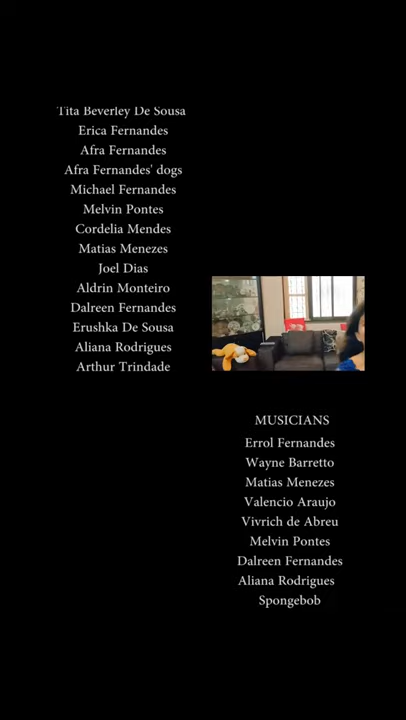 Tita Beverley De Sousa
Erica Fernandes
Afra Fernandes
Afra Fernandes' dogs
Michael Fernandes
Melvin Pontes
Cordelia Mendes
Matias Menezes
Joel Dias
Aldrin Monteiro
Dalreen Fernandes
Erushka De Sousa
Aliana Rodrigues
Arthur Trindade
MUSICIANS
Errol Fernandes
Wayne Barretto
Matias Menezes
Valencio Araujo
Vivrich de Abreu
Melvin Pontes
Dalreen Fernandes
Aliana Rodrigues
Spongebob